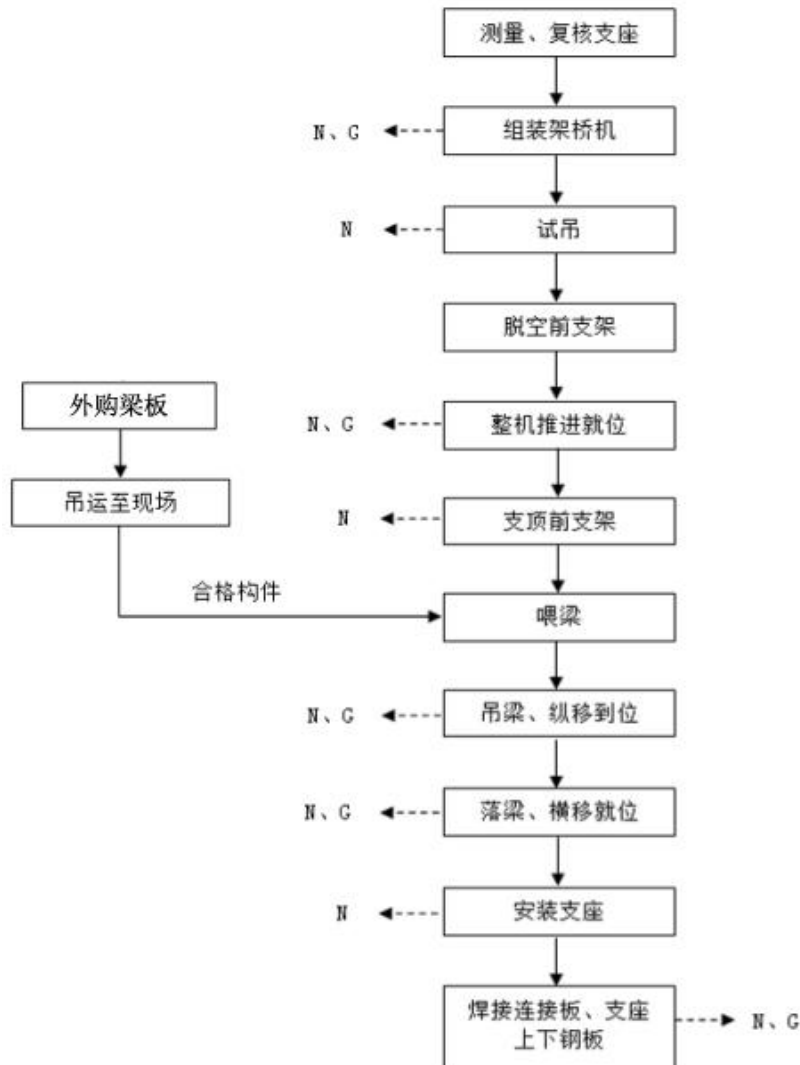 测量、复核支座
N、G
组装架桥机
N
试吊
脱空前支架
外购梁板
N、G
整机推进就位
吊运至现场
N
支顶前支架
合格构件
喂梁
N、G
吊梁、纵移到位
N、G
落梁、横移就位
N
安装支座
焊接连接板、支座
上下钢板
N、G